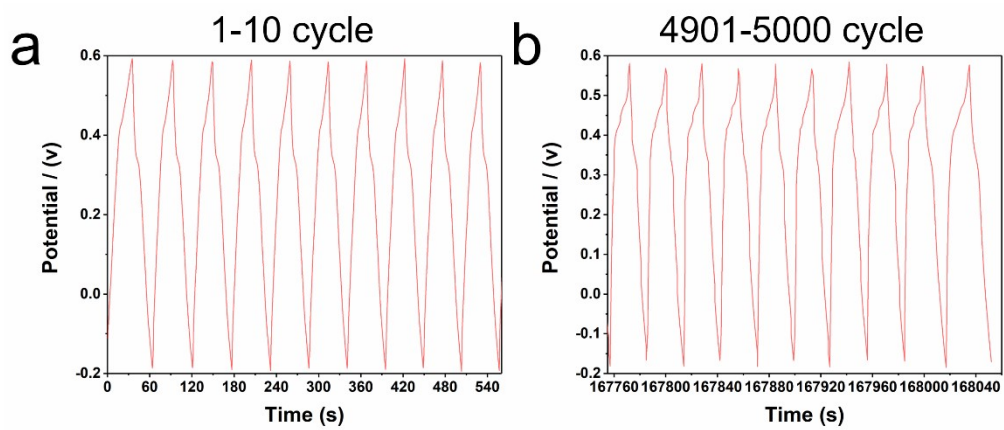 a
1-10 cycle
0.6
0.4
0.2
0.0
-0.2
Potential / (v)
0 60 120 180 240 300 360 420 480 540
Time (s)
b
4901-5000 cycle
0.6
0.5
0.4
0.3
0.2
0.1
0.0
-0.1
-0.2
Potential / (v)
167760 167800 167840 167880 167920 167960 168000 168040
Time (s)